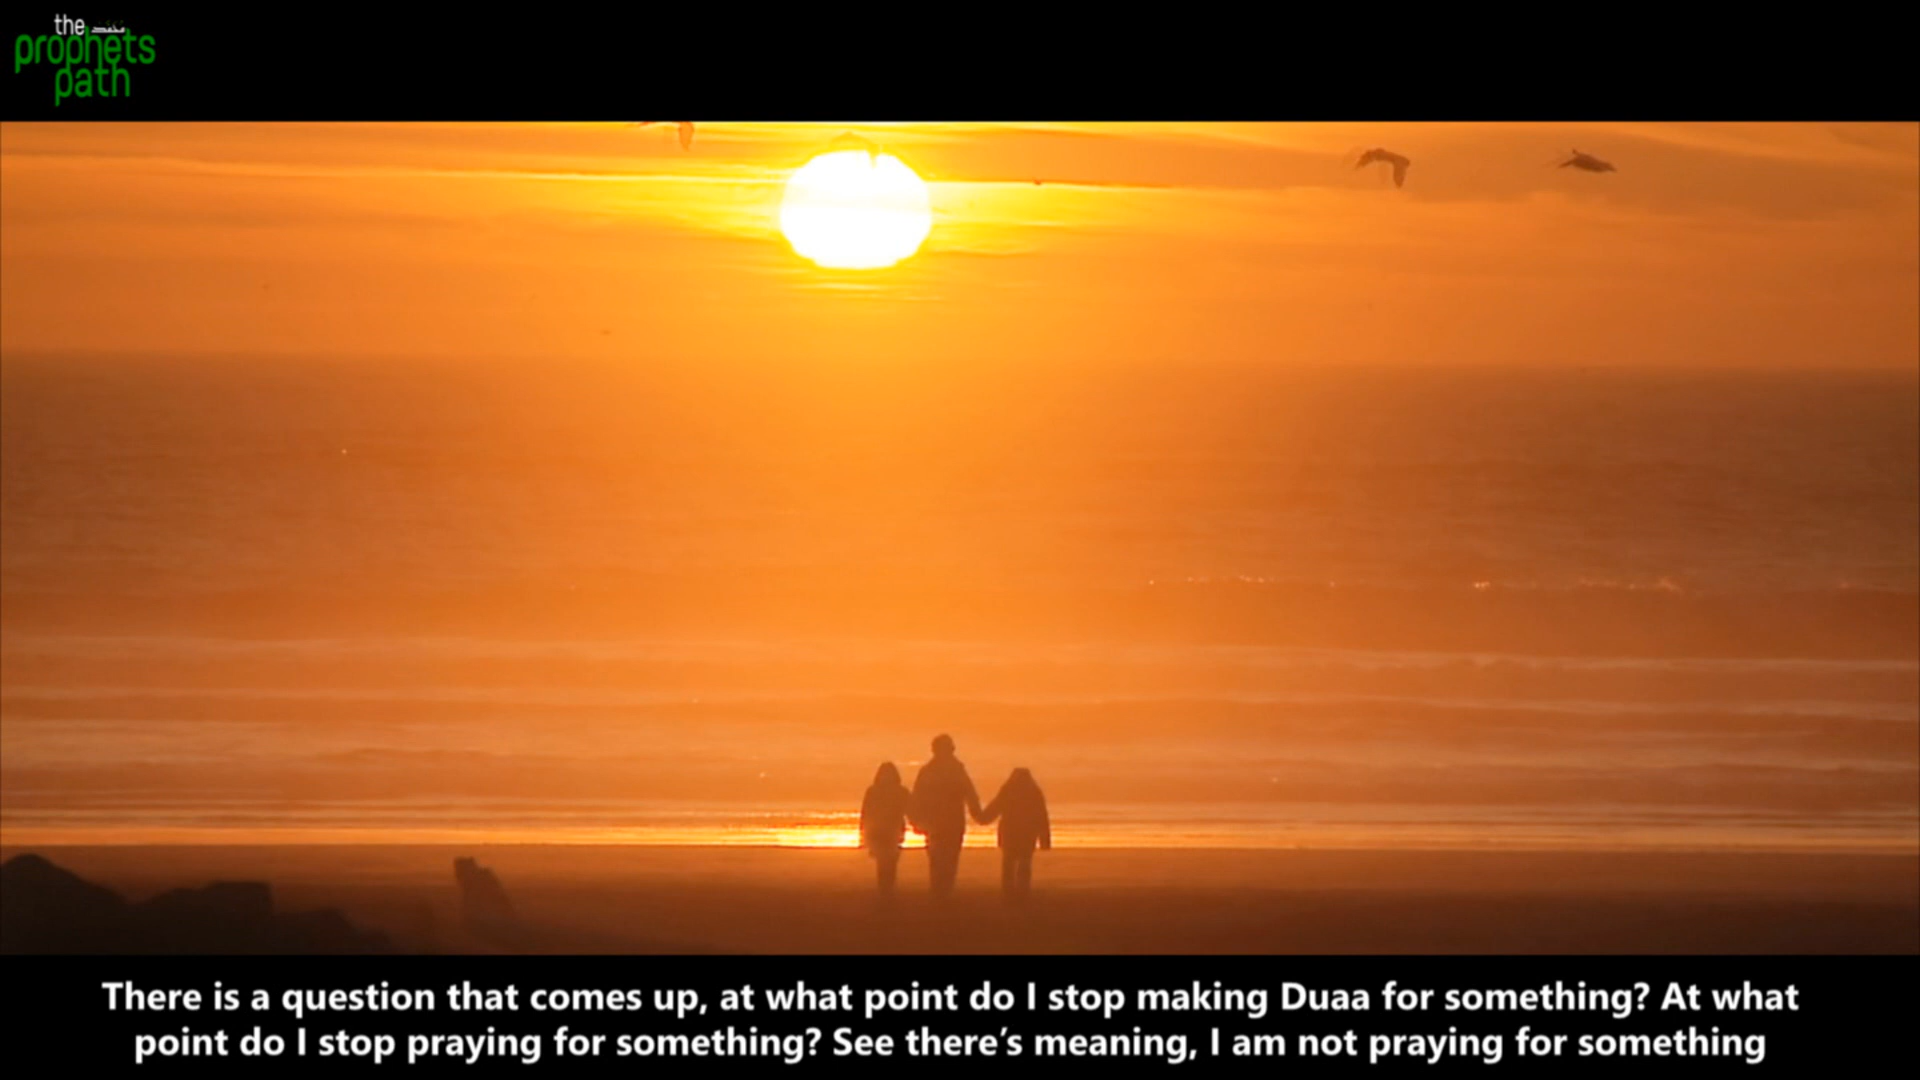 the محمد
prophets
path
There is a question that comes up, at what point do I stop making Duaa for something? At what
point do I stop praying for something? See there’s meaning, I am not praying for something